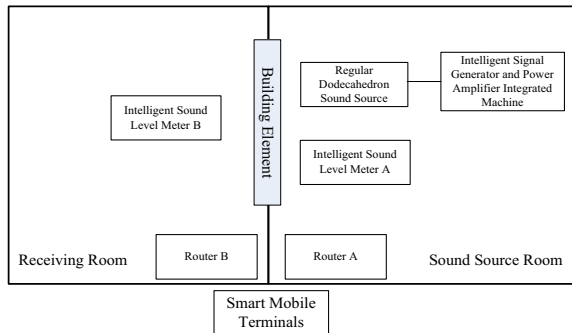 Building Element
Regular
Dodecahedron
Sound Source
Intelligent Signal
Generator and Power
Amplifier Integrated
Machine
Intelligent Sound
Level Meter B
Intelligent Sound
Level Meter A
Receiving Room
Router B
Router A
Sound Source Room
Smart Mobile
Terminals